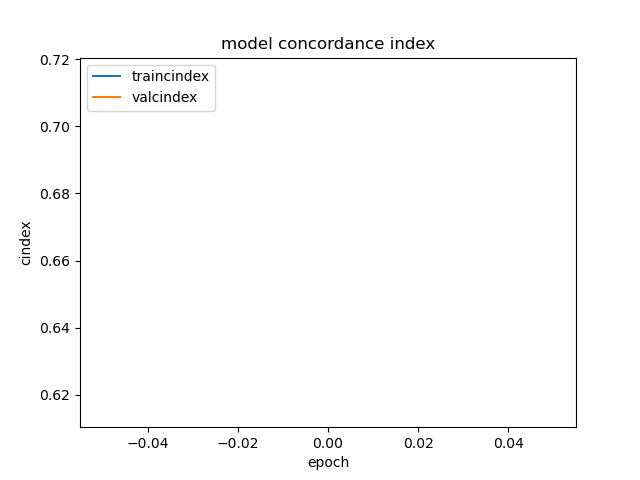 model concordance index
0.72
0.70
0.68
0.66
0.64
0.62
cindex
traincindex
valcindex
−0.04 −0.02 0.00 0.02 0.04
epoch